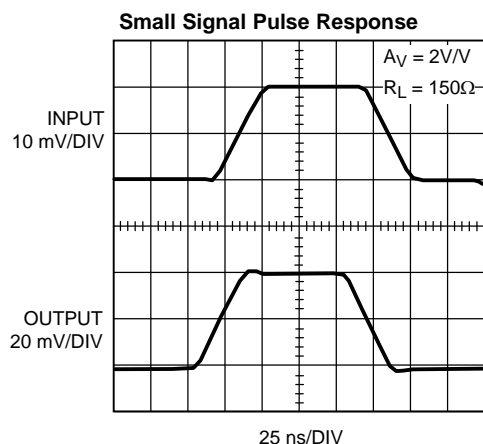 Small Signal Pulse Response
AV = 2V/V
RL = 150Ω
INPUT
10 mV/DIV
OUTPUT
20 mV/DIV
25 ns/DIV